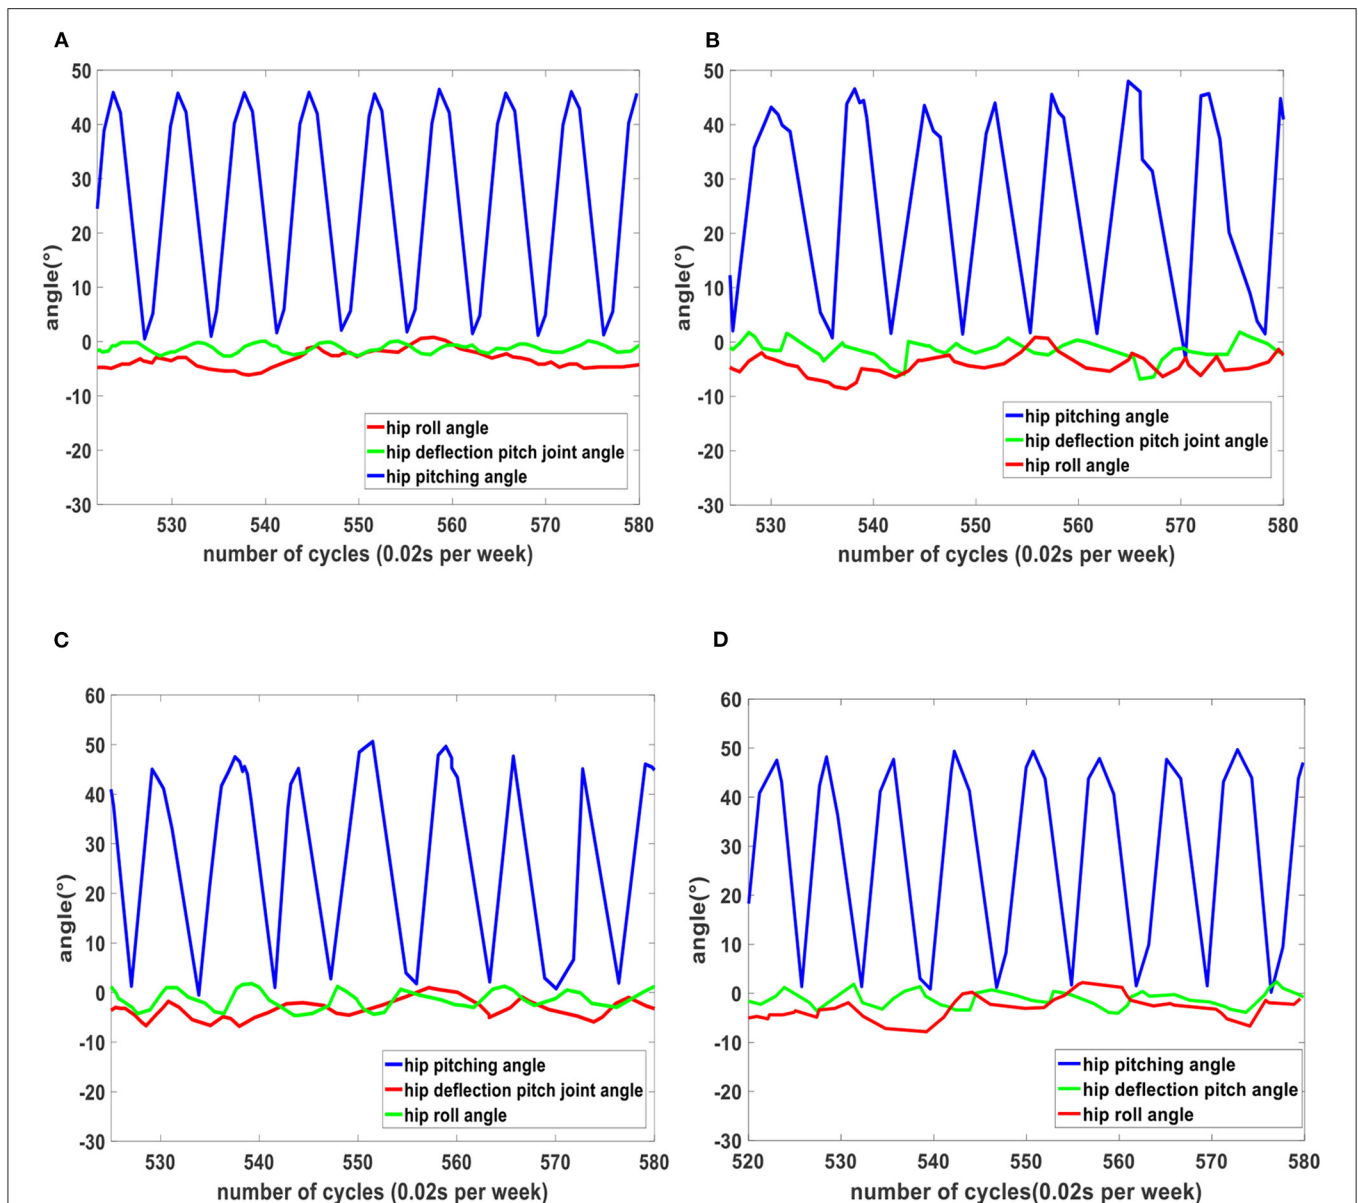 A
50
40
30
20
10
0
-10
-20
-30
angle(°)
hip roll angle
hip deflection pitch joint angle
hip pitching angle
530 540 550 560 570 580
number of cycles (0.02s per week)
B
50
40
30
20
10
0
-10
-20
-30
angle(°)
hip pitching angle
hip deflection pitch joint angle
hip roll angle
530 540 550 560 570 580
number of cycles (0.02s per week)
C
60
50
40
30
20
10
0
-10
-20
-30
angle(°)
hip pitching angle
hip deflection pitch joint angle
hip roll angle
530 540 550 560 570 580
number of cycles (0.02s per week)
D
60
50
40
30
20
10
0
-10
-20
-30
angle(°)
hip pitching angle
hip deflection pitch angle
hip roll angle
520 530 540 550 560 570 580
number of cycles(0.02s per week)